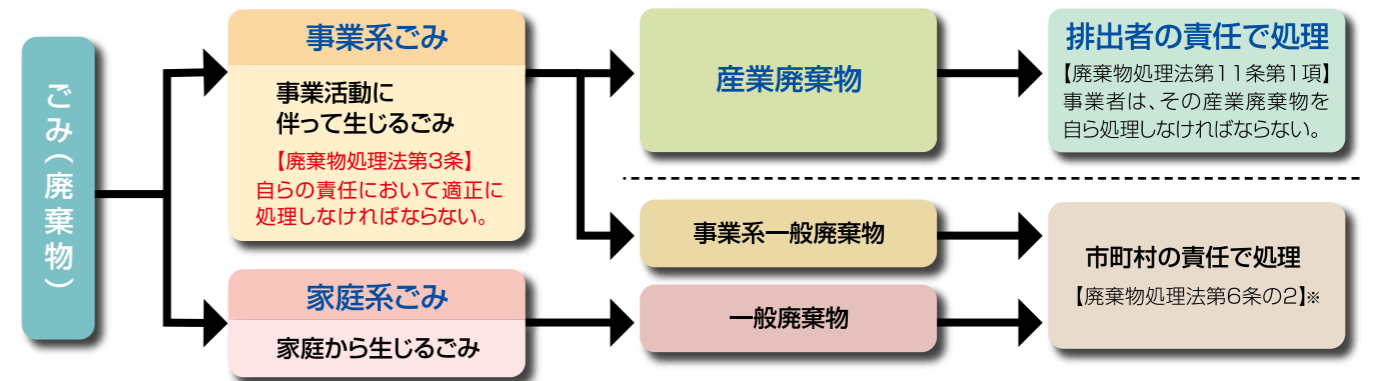 ごみ(廃棄物)
事業系ごみ
事業活動に
伴って生じるごみ
【廃棄物処理法第3条】
自らの責任において適正に
処理しなければならない。
家庭系ごみ
家庭から生じるごみ
産業廃棄物
事業系一般廃棄物
一般廃棄物
排出者の責任で処理
【廃棄物処理法第11条第1項】
事業者は、その産業廃棄物を
自ら処理しなければならない。
市町村の責任で処理
【廃棄物処理法第6条の2】※